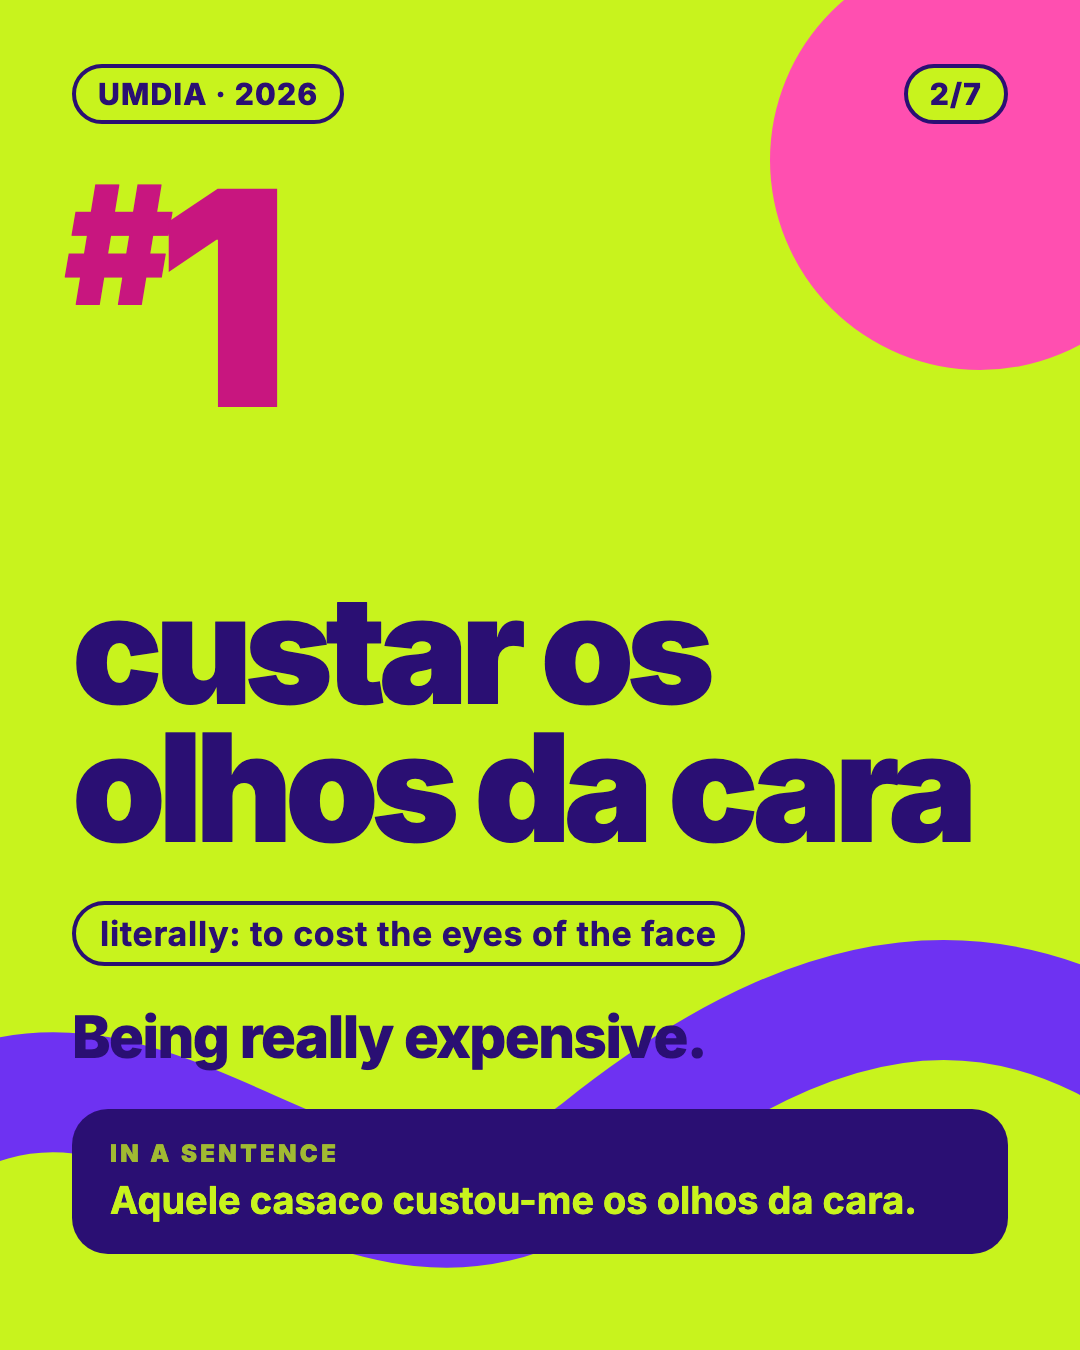 UMDIA · 2026
2/7
#1
custar os
olhos da cara
literally: to cost the eyes of the face
Being really expensive.
IN A SENTENCE
Aquele casaco custou-me os olhos da cara.